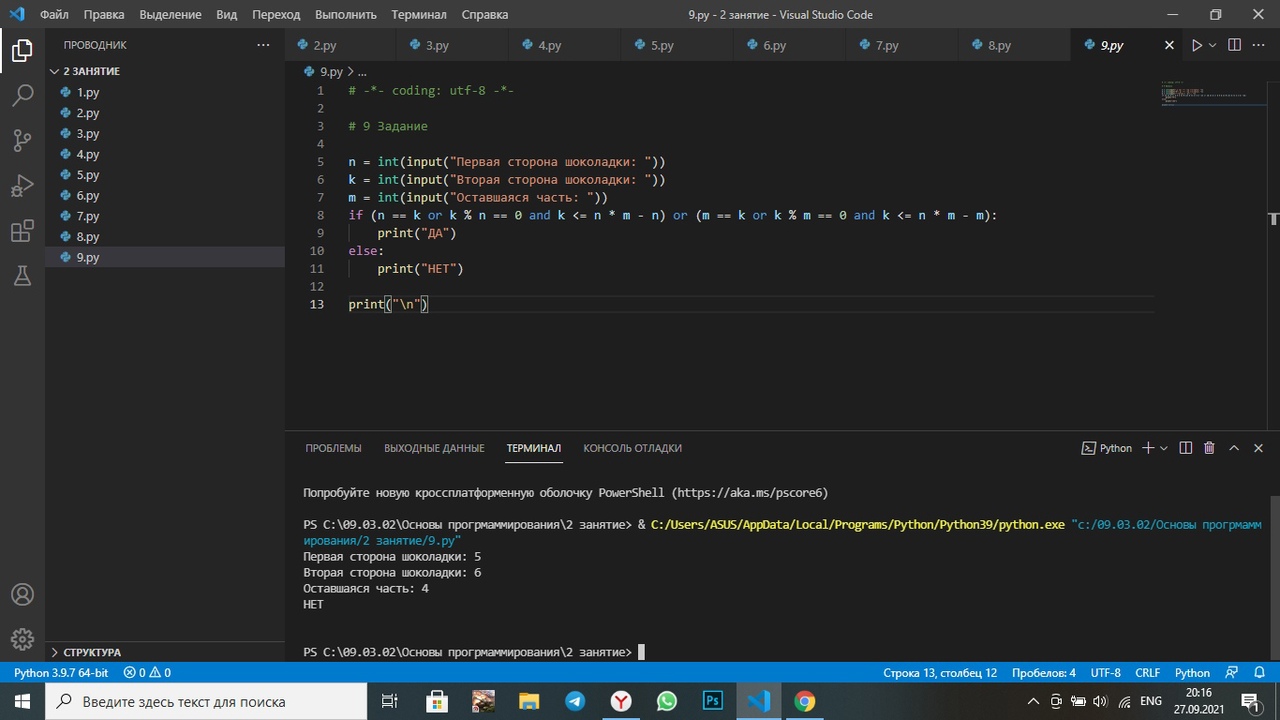 Файл Правка Выделение Вид Переход Выполнить Терминал Справка 9.py - 2 занятие - Visual Studio Code
ПРОВОДНИК
2 ЗАНЯТИЕ
1.py
2.py
3.py
4.py
5.py
6.py
7.py
8.py
9.py
СТРУКТУРА
2.py 3.py 4.py 5.py 6.py 7.py 8.py 9.py
9.py > ...
1 # -*- coding: utf-8 -*-
2
3 # 9 Задание
4
5 n = int(input("Первая сторона шоколадки: "))
6 k = int(input("Вторая сторона шоколадки: "))
7 m = int(input("Оставшаяся часть: "))
8 if (n == k or k % n == 0 and k <= n * m - n) or (m == k or k % m == 0 and k <= n * m - m):
9 print("ДА")
10 else:
11 print("НЕТ")
12
13 print("\n")
ПРОБЛЕМЫ ВЫХОДНЫЕ ДАННЫЕ ТЕРМИНАЛ КОНСОЛЬ ОТЛАДКИ Python
Попробуйте новую кроссплатформенную оболочку PowerShell (https://aka.ms/pscore6)
PS C:\09.03.02\Основы прогрмаммирования\2 занятие> & C:/Users/ASUS/AppData/Local/Programs/Python/Python39/python.exe "c:/09.03.02/Основы прогрмамм
ирования/2 занятие/9.py"
Первая сторона шоколадки: 5
Вторая сторона шоколадки: 6
Оставшаяся часть: 4
НЕТ
PS C:\09.03.02\Основы прогрмаммирования\2 занятие>
Python 3.9.7 64-bit 0 0 Строка 13, столбец 12 Пробелов: 4 UTF-8 CRLF Python
Введите здесь текст для поиска Ps ENG 20:16
27.09.2021 1